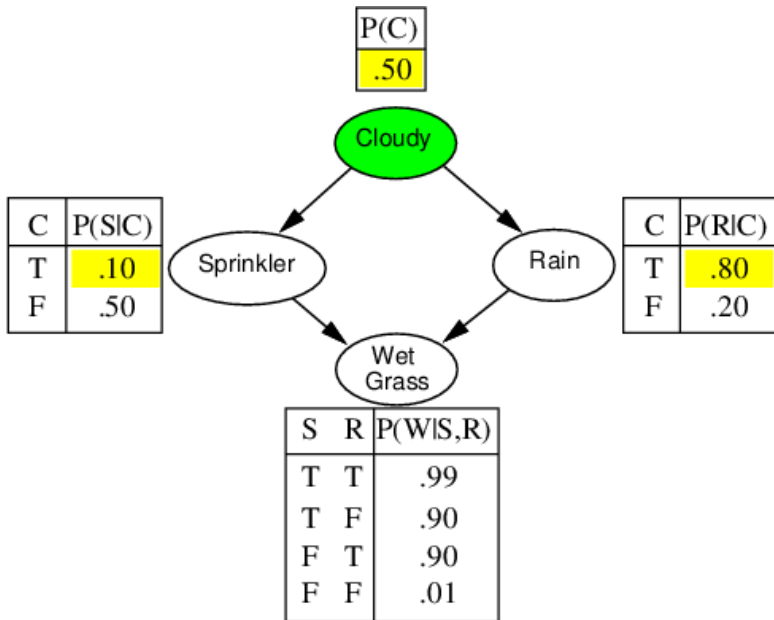 P(C)
.50
Cloudy
C P(S|C)
T .10
F .50
Sprinkler
Rain
C P(R|C)
T .80
F .20
Wet
Grass
S R P(W|S,R)
T T .99
T F .90
F T .90
F F .01